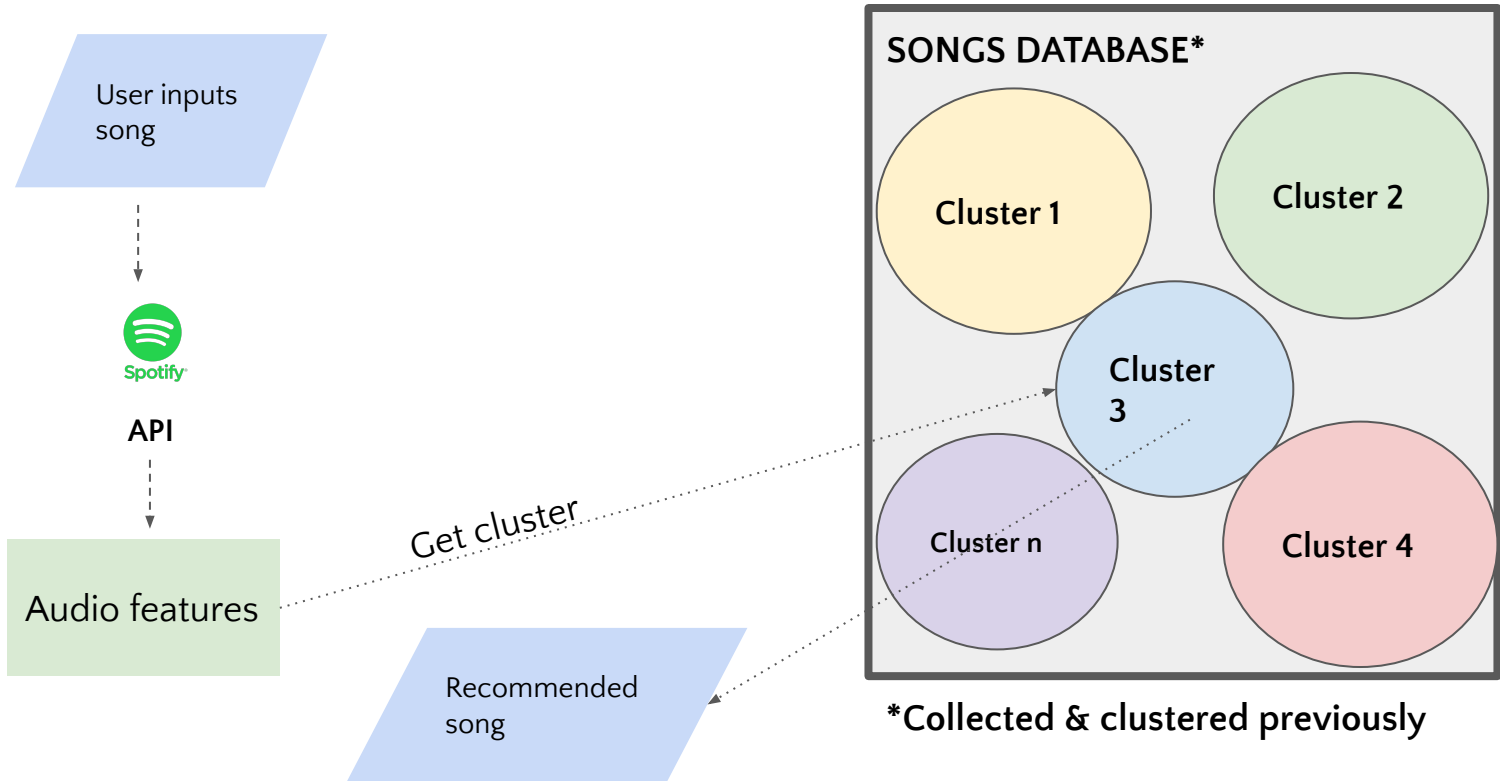 User inputs
song
Spotify
API
Audio features
Get cluster
Recommended
song
SONGS DATABASE*
Cluster 1
Cluster 2
Cluster
3
Cluster n
Cluster 4
*Collected & clustered previously